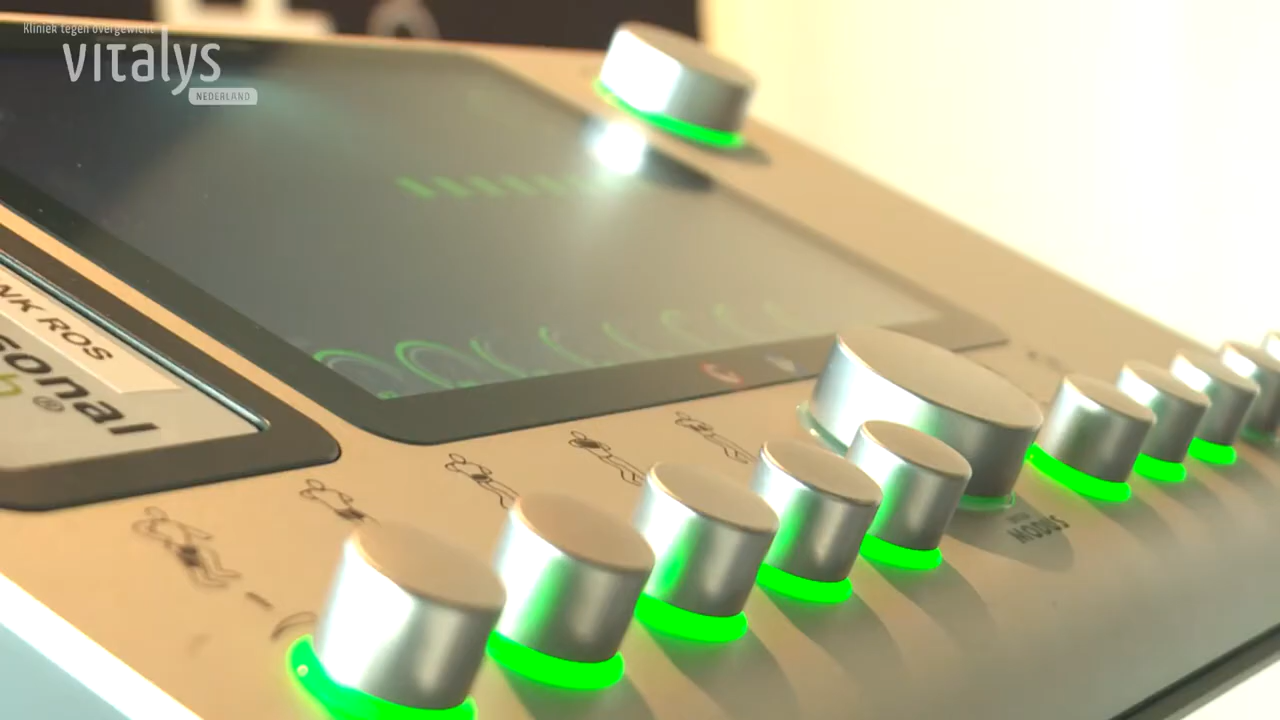 Kliniek tegen overgewicht
vitalys
NEDERLAND
NK ROS
sonal
h ®
MODUS